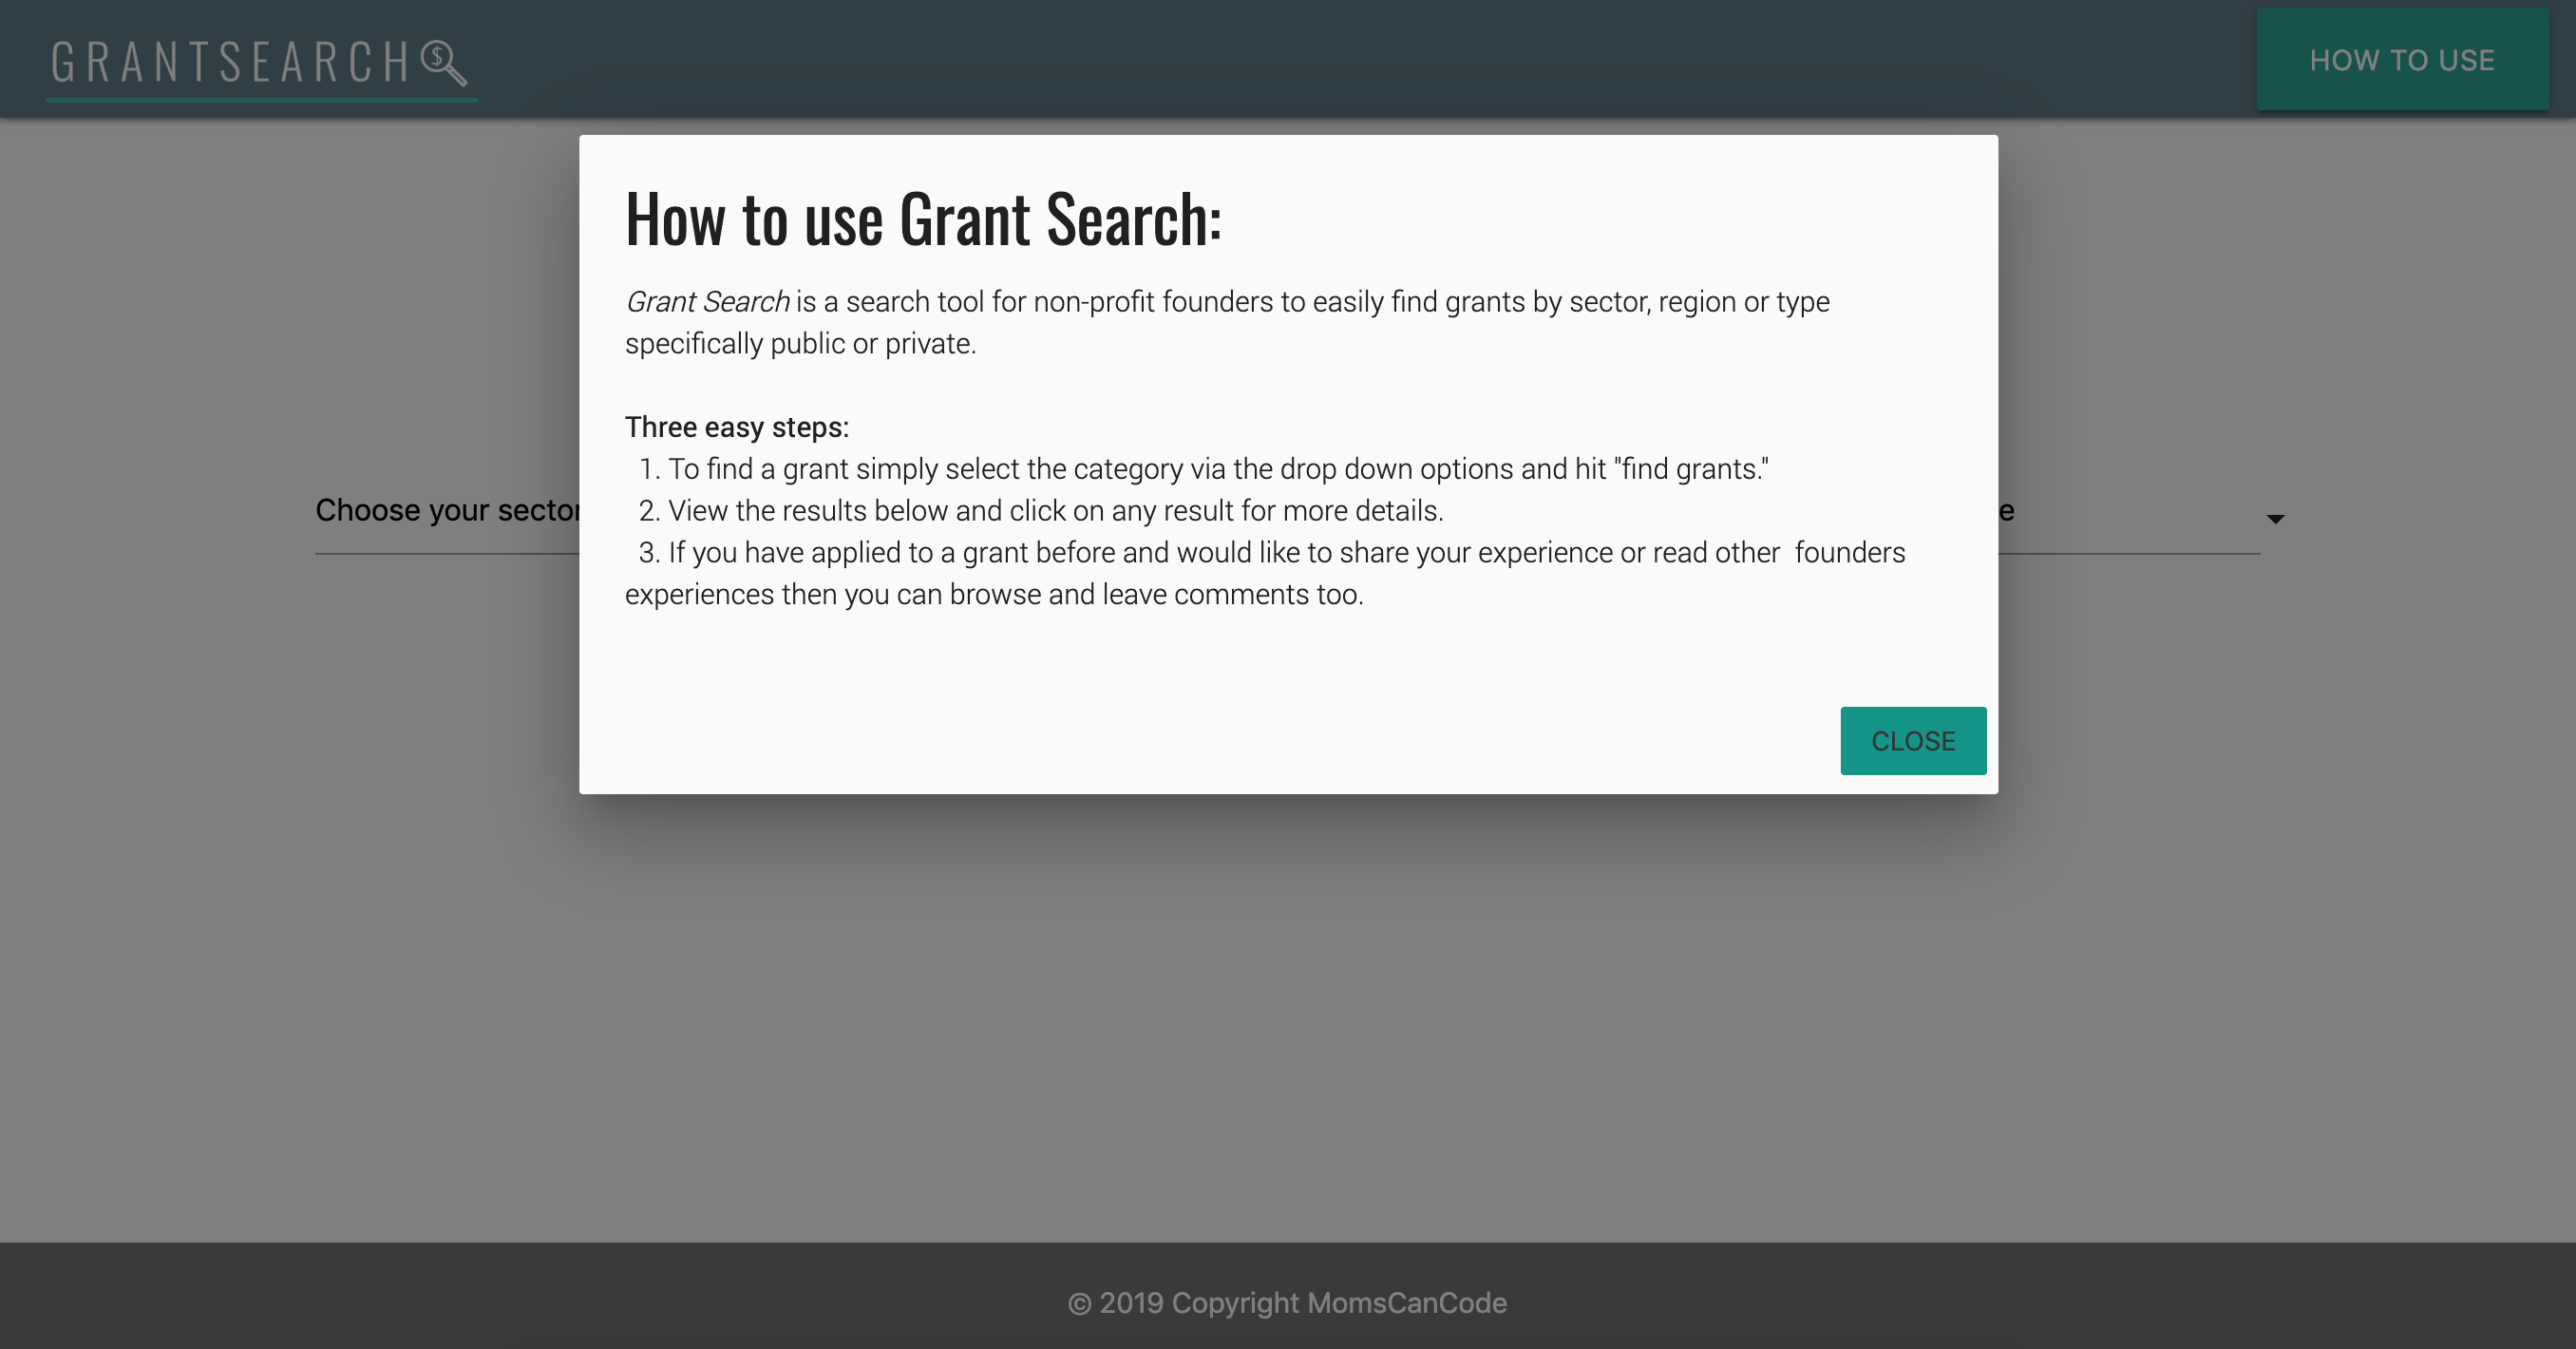 GRANTSEARCH
HOW TO USE
How to use Grant Search:
Grant Search is a search tool for non-profit founders to easily find grants by sector, region or type
specifically public or private.
Three easy steps:
1. To find a grant simply select the category via the drop down options and hit "find grants."
2. View the results below and click on any result for more details.
3. If you have applied to a grant before and would like to share your experience or read other  founders
experiences then you can browse and leave comments too.
Choose your sector
CLOSE
© 2019 Copyright MomsCanCode